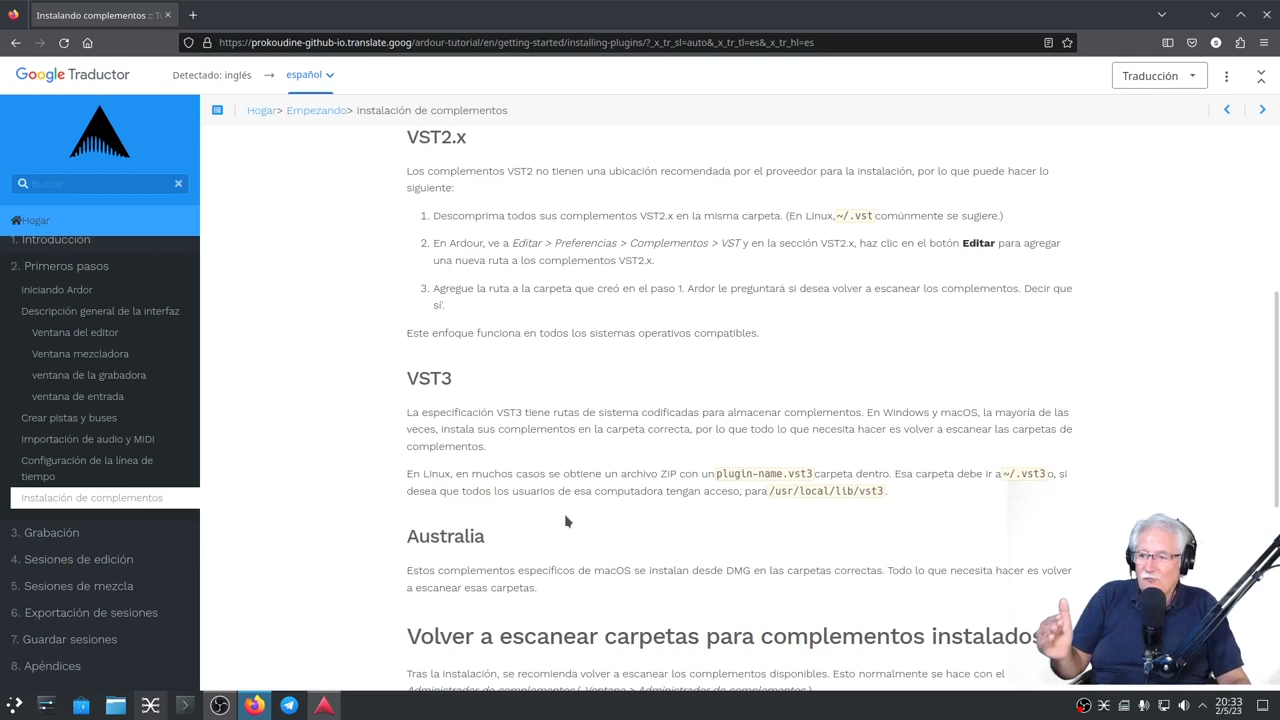 Instalando complementos :: T
https://prokoudine-github-io.translate.goog/ardour-tutorial/en/getting-started/installing-plugins/?_x_tr_sl=auto&_x_tr_tl=es&_x_tr_hl=es
Google Traductor
Detectado: inglés → español
Traducción
Buscar...
Hogar
1. Introduccion
2. Primeros pasos
Iniciando Ardor
Descripción general de la interfaz
Ventana del editor
Ventana mezcladora
ventana de la grabadora
ventana de entrada
Crear pistas y buses
Importación de audio y MIDI
Configuración de la línea de
tiempo
Instalación de complementos
3. Grabación
4. Sesiones de edición
5. Sesiones de mezcla
6. Exportación de sesiones
7. Guardar sesiones
8. Apéndices
Hogar> Empezando> Instalación de complementos
VST2.x
Los complementos VST2 no tienen una ubicación recomendada por el proveedor para la instalación, por lo que puede hacer lo
siguiente:
1. Descomprima todos sus complementos VST2.x en la misma carpeta. (En Linux, ~/.vst comúnmente se sugiere.)
2. En Ardour, ve a Editar > Preferencias > Complementos > VST y en la sección VST2.x, haz clic en el botón Editar para agregar
una nueva ruta a los complementos VST2.x.
3. Agregue la ruta a la carpeta que creó en el paso 1. Ardor le preguntará si desea volver a escanear los complementos. Decir que
sí'.
Este enfoque funciona en todos los sistemas operativos compatibles.
VST3
La especificación VST3 tiene rutas de sistema codificadas para almacenar complementos. En Windows y macOS, la mayoría de las
veces, instala sus complementos en la carpeta correcta, por lo que todo lo que necesita hacer es volver a escanear las carpetas de
complementos.
En Linux, en muchos casos se obtiene un archivo ZIP con un plugin-name.vst3 carpeta dentro. Esa carpeta debe ir a ~/.vst3 o, si
desea que todos los usuarios de esa computadora tengan acceso, para /usr/local/lib/vst3.
Australia
Estos complementos específicos de macOS se instalan desde DMG en las carpetas correctas. Todo lo que necesita hacer es volver
a escanear esas carpetas.
Volver a escanear carpetas para complementos instalados
Tras la instalación, se recomienda volver a escanear los complementos disponibles. Esto normalmente se hace con el
Administrador de complementos ( Ventana > Administrador de complementos )
20:33
2/5/23